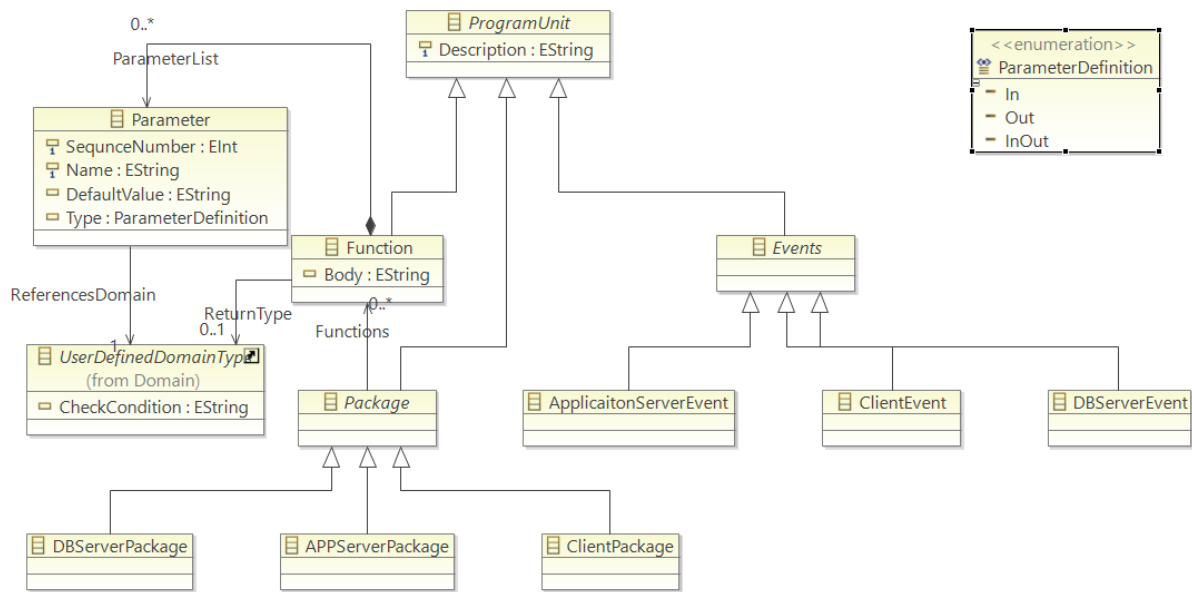 0..*
ParameterList
ProgramUnit
Description : EString
<<enumeration>>
ParameterDefinition
In
Out
InOut
Parameter
SequnceNumber : EInt
Name : EString
DefaultValue : EString
Type : ParameterDefinition
Function
Body : EString
Events
ReferencesDomain
1
ReturnType
0..1
0..*
Functions
UserDefinedDomainType
(from Domain)
CheckCondition : EString
Package
ApplicaitonServerEvent
ClientEvent
DBServerEvent
DBServerPackage
APPServerPackage
ClientPackage